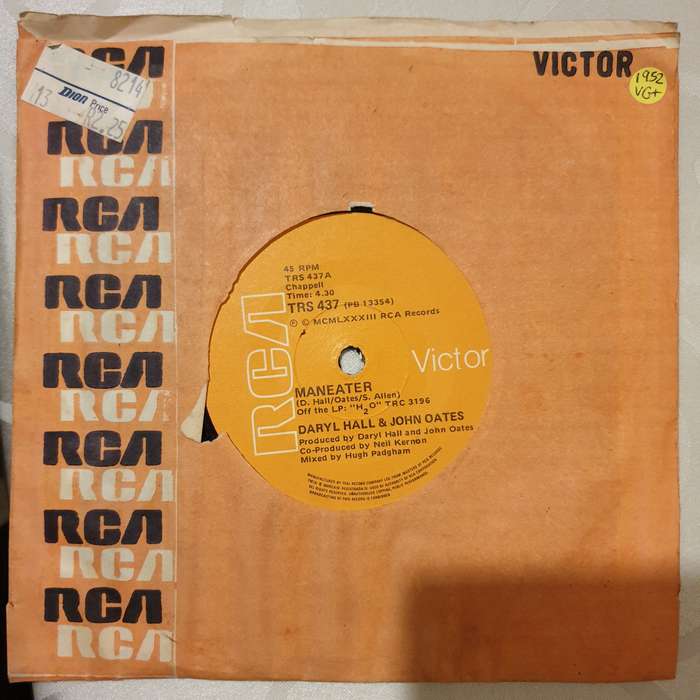 RCA
VICTOR
8214
13 DION Price
R2.25
1952
VG+
RCA
RCA
RCA
RCA
RCA
RCA
RCA
RCA
RCA
RCA
RCA
RCA
RCA
RCA
45 RPM
TRS 437A
Chappell
Time: 4.30
TRS 437 (PB 13354)
℗ © MCMLXXXIII RCA Records
RCA
Victor
MANEATER
(D. Hall/Oates/S. Allen)
Off the LP: "H2O" TRC 3196
DARYL HALL & JOHN OATES
Produced by Daryl Hall and John Oates
Co-Produced by Neil Kernon
Mixed by Hugh Padgham